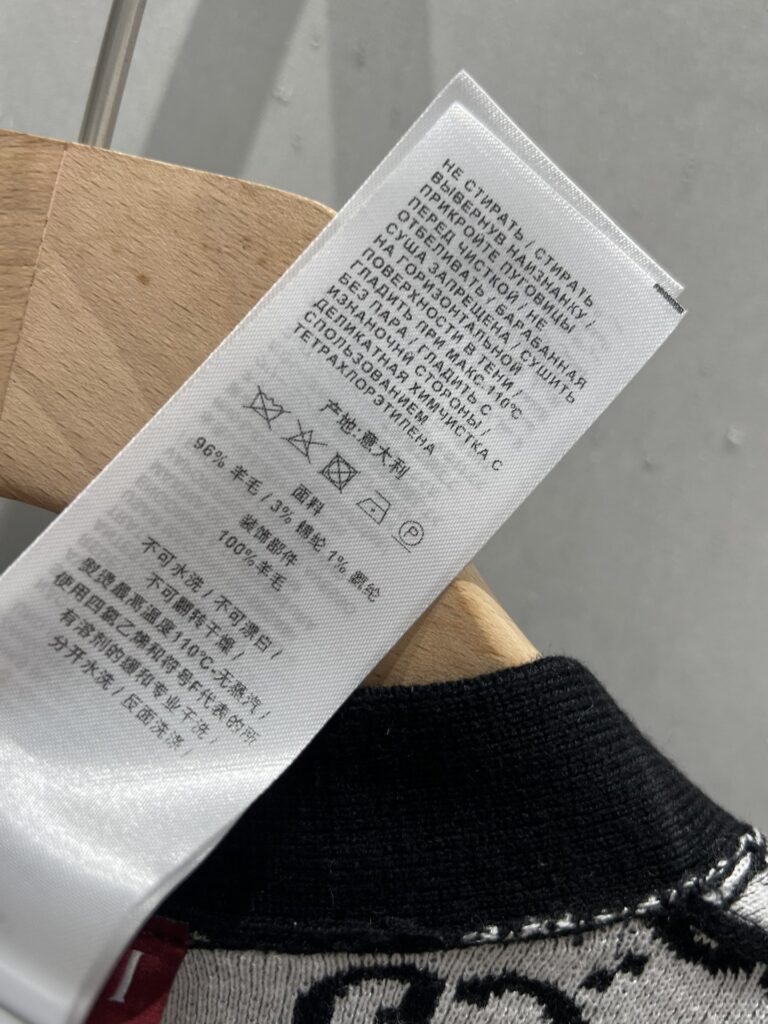 НЕ СТИРАТЬ / СТИРАТЬ
ВЫВЕРНУВ НАИЗНАНКУ /
ПРИКРОЙТЕ ПУГОВИЦЫ
ПЕРЕД ЧИСТКОЙ / НЕ
ОТБЕЛИВАТЬ / БАРАБАННАЯ
СУША ЗАПРЕЩЕНА / СУШИТЬ
НА ГОРИЗОНТАЛЬНОЙ
ПОВЕРХНОСТИ В ТЕНИ /
ГЛАДИТЬ ПРИ МАКС. 110°C
БЕЗ ПАРА / ГЛАДИТЬ С
ИЗНАНОЧНЙ СТОРОНЫ /
ДЕЛИКАТНАЯ ХИМЧИСТКА С
СПОЛЬЗОВАНИЕМ
ТЕТРАХЛОРЭТИЛЕНА
产地:意大利
P
面料
96% 羊毛 / 3% 锦纶 1% 氨纶
装饰部件
100% 羊毛
不可水洗 / 不可漂白 /
不可翻转干燥 /
熨烫最高温度110°C-无蒸汽 /
使用四氯乙烯和符号F代表的所
有溶剂的缓和专业干洗 /
分开水洗 / 反面洗涤 /
I